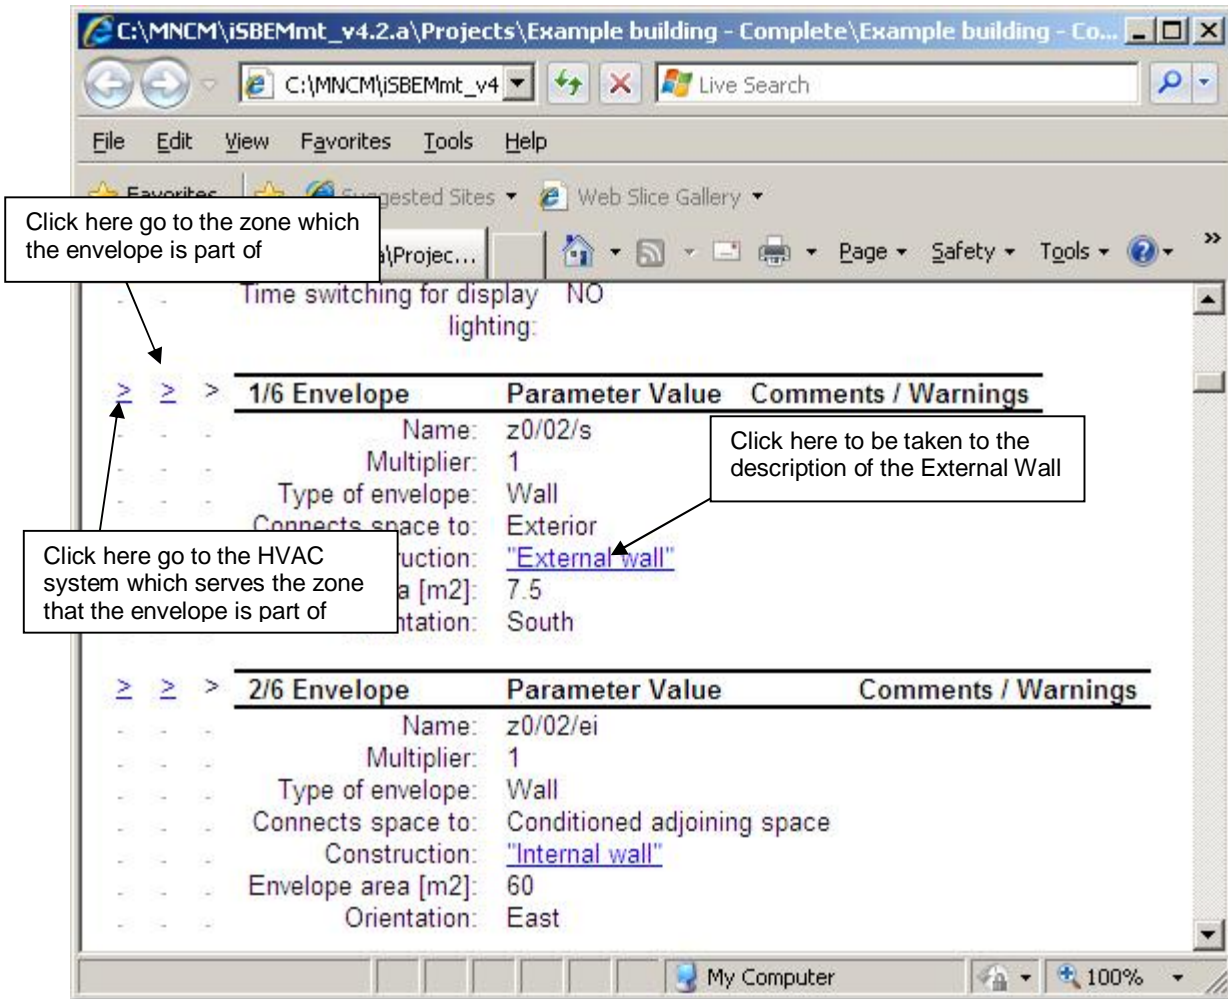 C:\MNCM\iSBEMmt_v4.2.a\Projects\Example building - Complete\Example building - Co...
C:\MNCM\iSBEMmt_v4 Live Search
File Edit View Favorites Tools Help
Favorites Suggested Sites Web Slice Gallery
Click here go to the zone which
the envelope is part of
a\Projec... Page Safety Tools »
Time switching for display NO
lighting:
> > > 1/6 Envelope Parameter Value Comments / Warnings
Name: z0/02/s
Multiplier: 1
Type of envelope: Wall
Connects space to: Exterior
Click here to be taken to the
description of the External Wall
uction: "External wall"
a [m2]: 7.5
ntation: South
Click here go to the HVAC
system which serves the zone
that the envelope is part of
> > > 2/6 Envelope Parameter Value Comments / Warnings
Name: z0/02/ei
Multiplier: 1
Type of envelope: Wall
Connects space to: Conditioned adjoining space
Construction: "Internal wall"
Envelope area [m2]: 60
Orientation: East
My Computer 100%